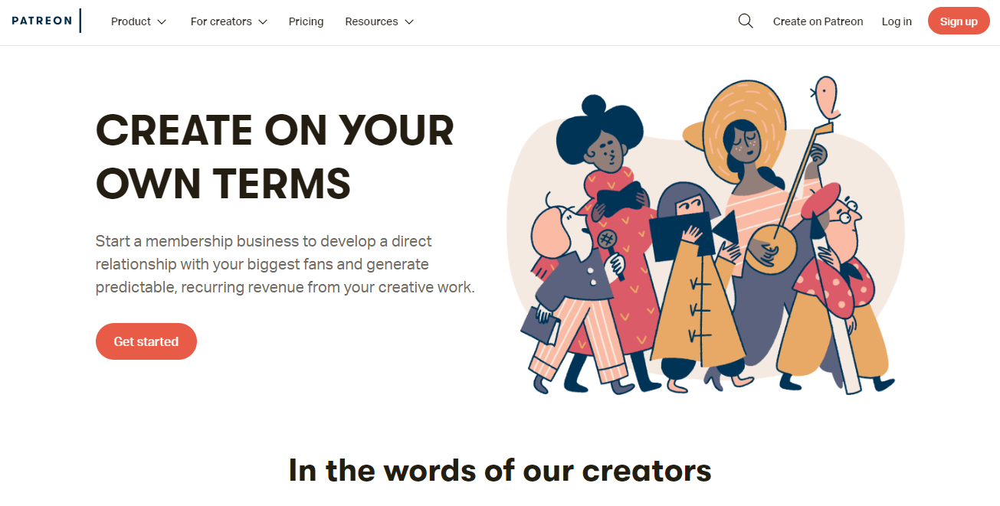 PATREON
Product
For creators
Pricing
Resources
Create on Patreon
Log in
Sign up
CREATE ON YOUR
OWN TERMS
Start a membership business to develop a direct
relationship with your biggest fans and generate
predictable, recurring revenue from your creative work.
Get started
In the words of our creators